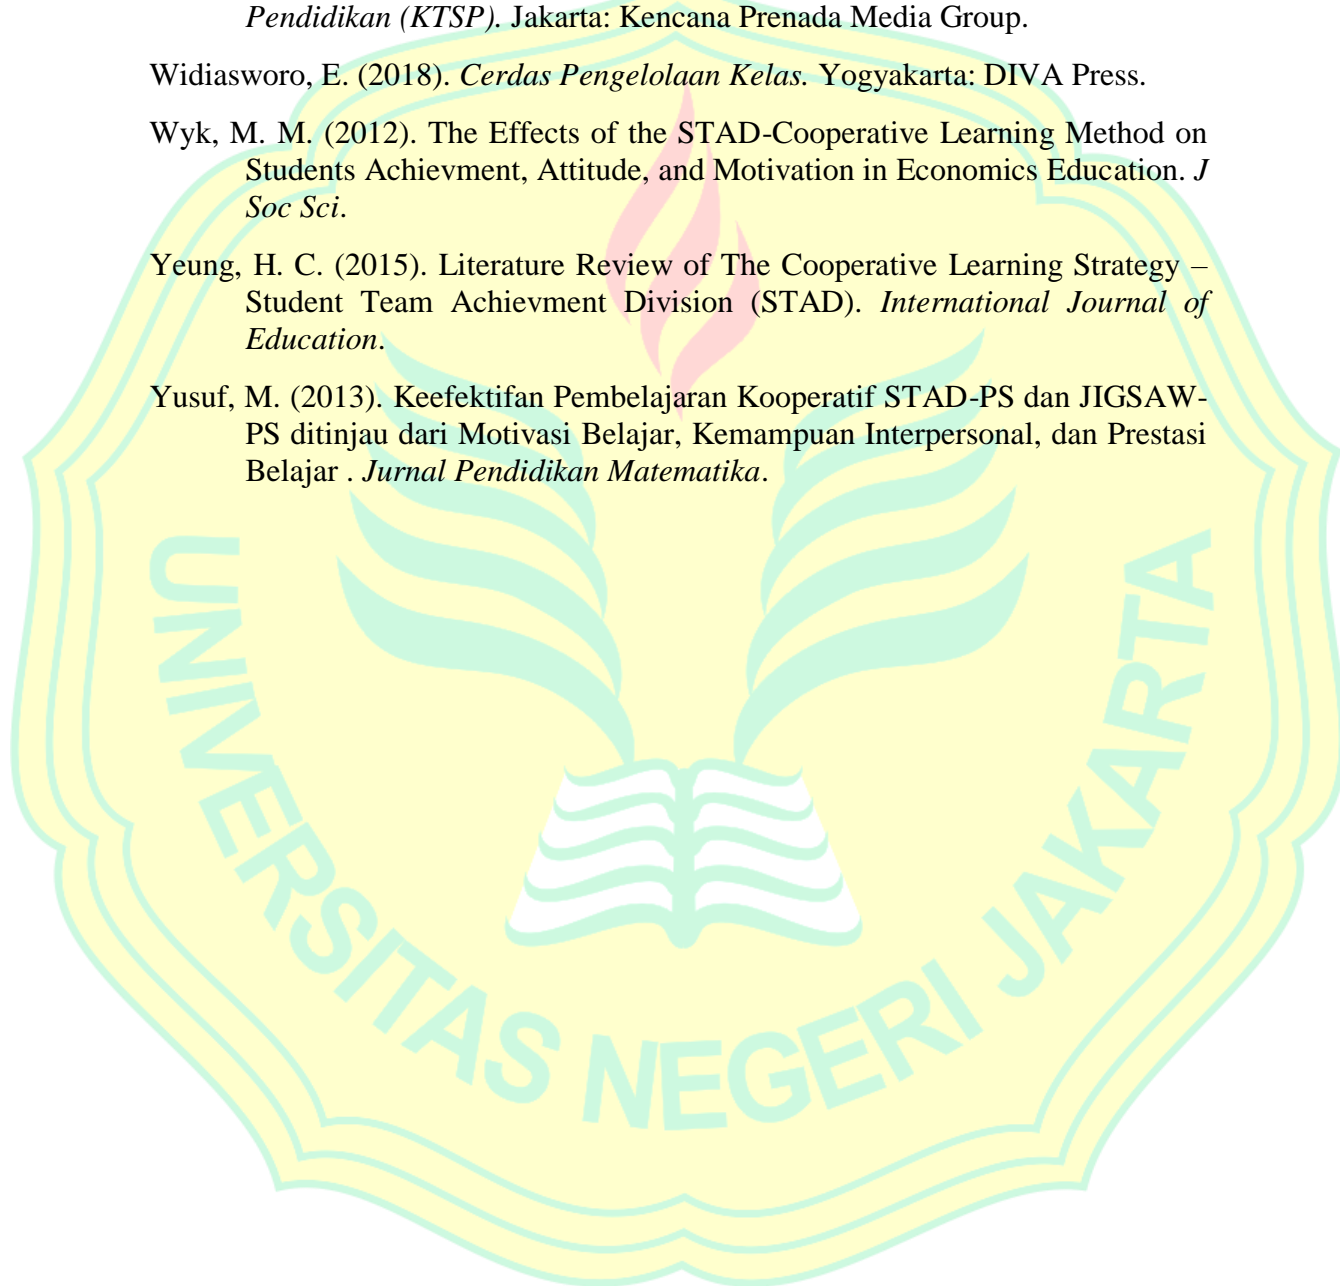 Pendidikan (KTSP). Jakarta: Kencana Prenada Media Group.
Widiasworo, E. (2018). Cerdas Pengelolaan Kelas. Yogyakarta: DIVA Press.
Wyk, M. M. (2012). The Effects of the STAD-Cooperative Learning Method on
Students Achievment, Attitude, and Motivation in Economics Education. J
Soc Sci.
Yeung, H. C. (2015). Literature Review of The Cooperative Learning Strategy –
Student Team Achievment Division (STAD). International Journal of
Education.
Yusuf, M. (2013). Keefektifan Pembelajaran Kooperatif STAD-PS dan JIGSAW-
PS ditinjau dari Motivasi Belajar, Kemampuan Interpersonal, dan Prestasi
Belajar . Jurnal Pendidikan Matematika.
UNIVERSITAS NEGERI JAKARTA